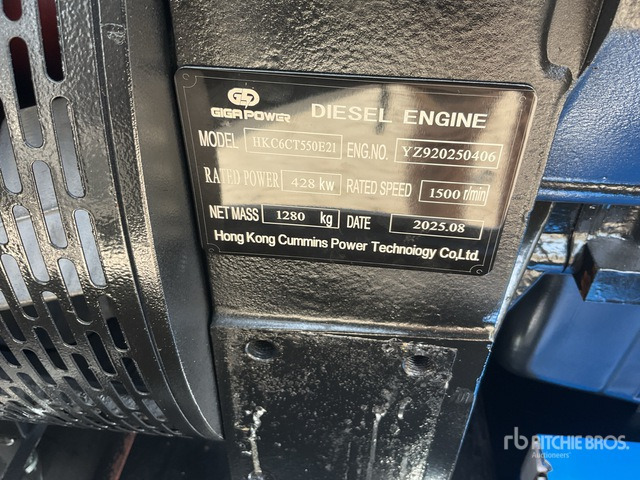 GIGA POWER DIESEL ENGINE
MODEL HKC6CT550E21 ENG.NO. YZ920250406
RATED POWER 428 kw RATED SPEED 1500 r/min
NET MASS 1280 kg DATE 2025.08
Hong Kong Cummins Power Technology Co,Ltd.
rb RITCHIE BROS.
Auctioneers